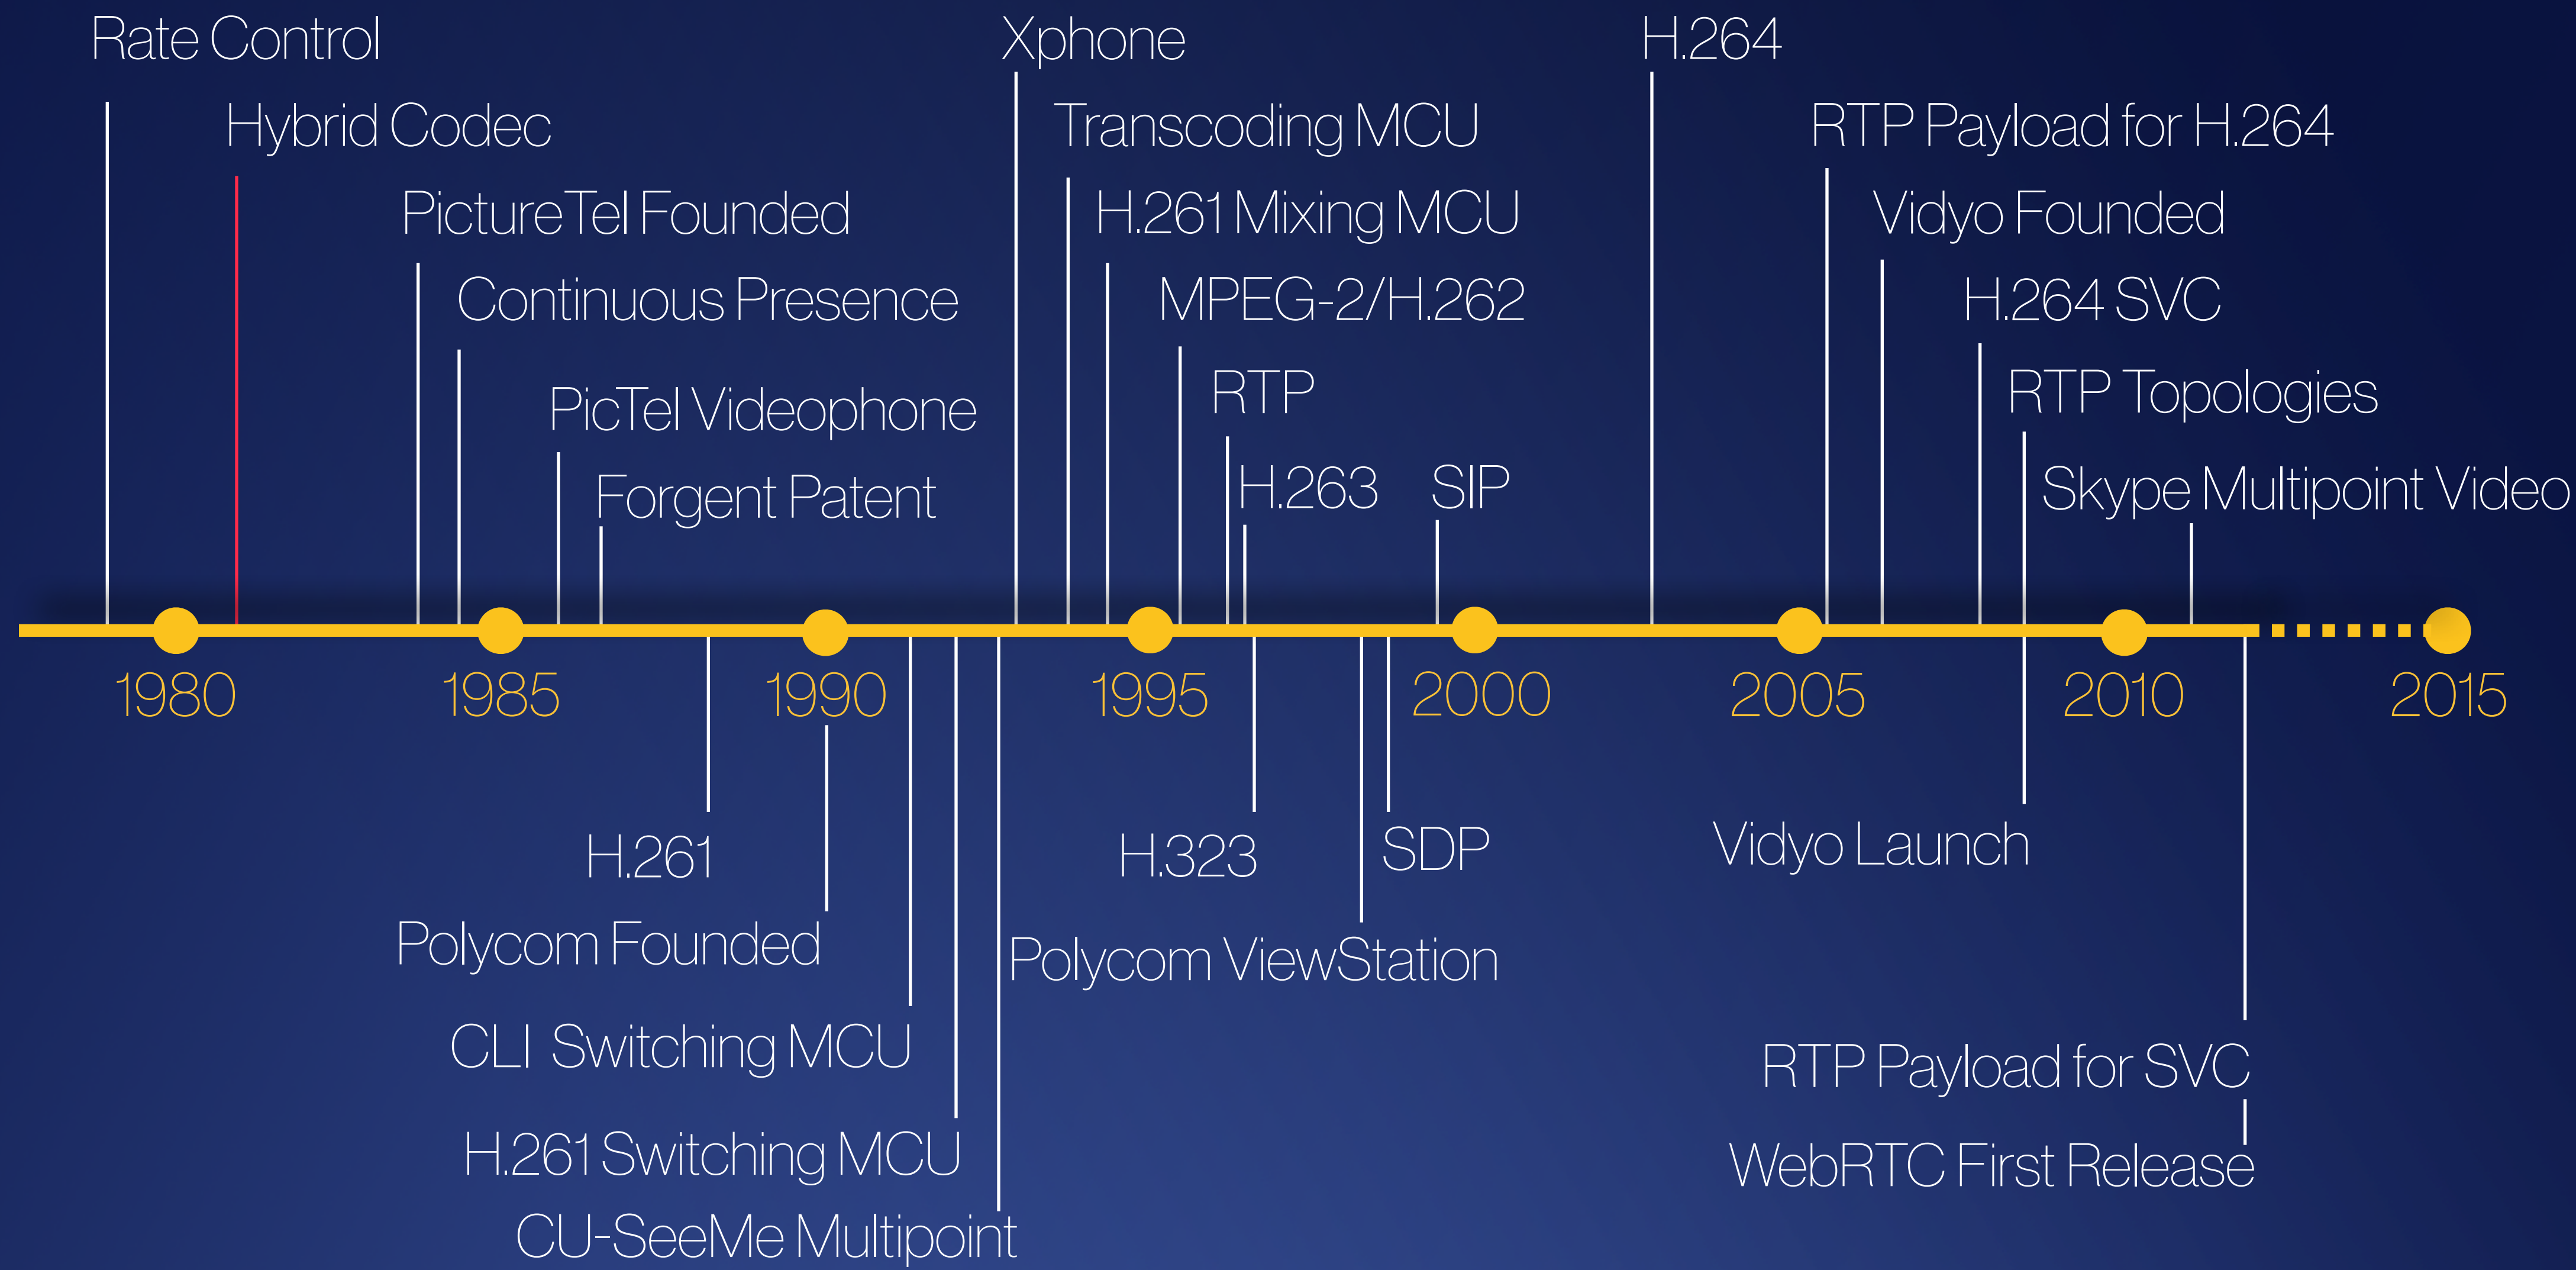 Rate Control
Xphone
H.264
Hybrid Codec
Transcoding MCU
RTP Payload for H.264
PictureTel Founded
H.261 Mixing MCU
Vidyo Founded
Continuous Presence
MPEG-2/H.262
H.264 SVC
PicTel Videophone
RTP
RTP Topologies
Forgent Patent
H.263
SIP
Skype Multipoint Video
1980
1985
1990
1995
2000
2005
2010
2015
H.261
H.323
SDP
Vidyo Launch
Polycom Founded
Polycom ViewStation
CLI Switching MCU
RTP Payload for SVC
H.261 Switching MCU
WebRTC First Release
CU-SeeMe Multipoint